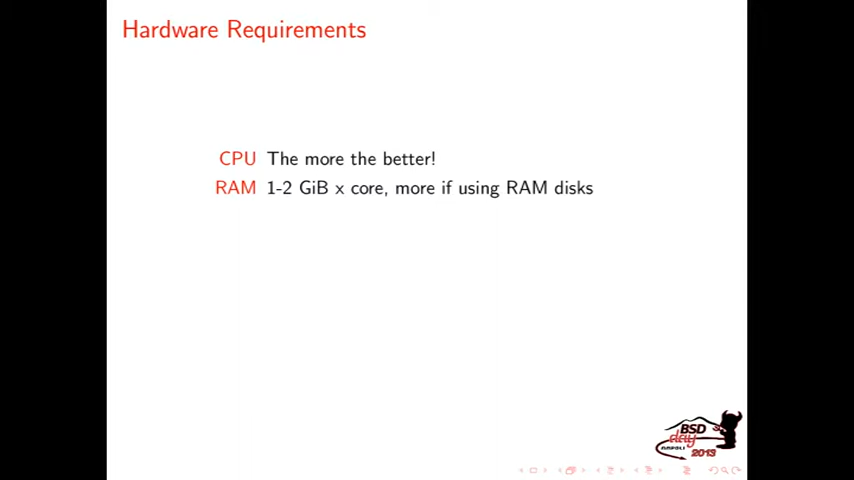 Hardware Requirements
CPU The more the better!
RAM 1-2 GiB x core, more if using RAM disks
BSD
day
NAPOLI
2013